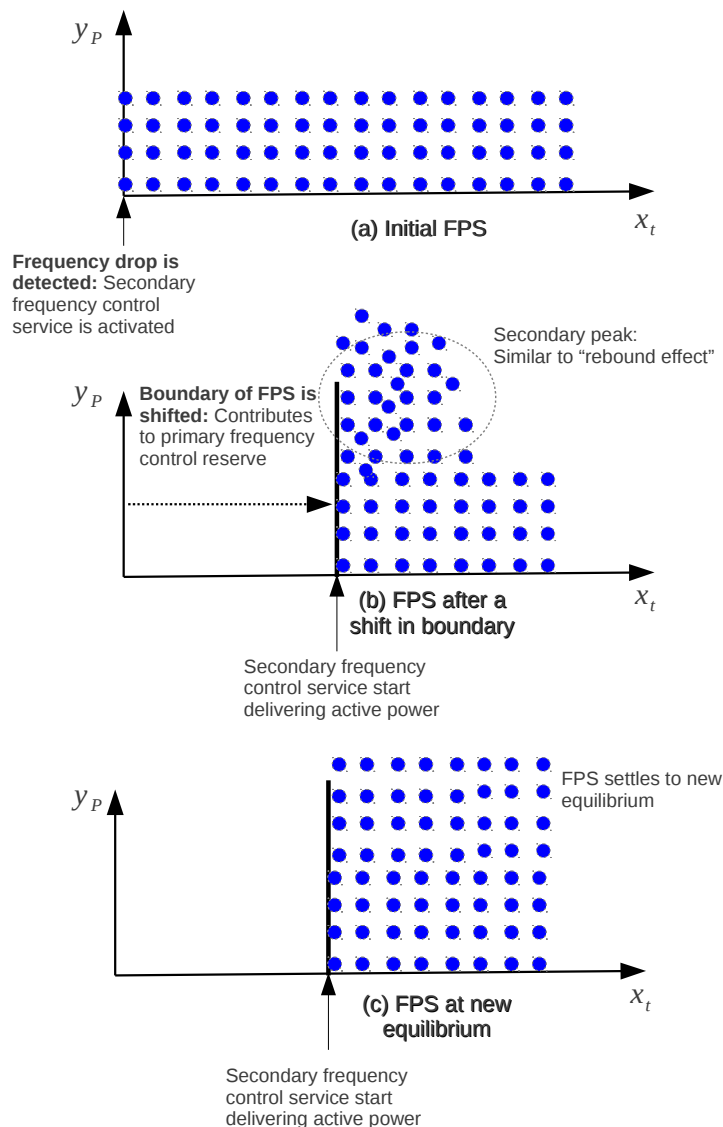 y_P
x_t
(a) Initial FPS
Frequency drop is
detected: Secondary
frequency control
service is activated
Secondary peak:
Similar to “rebound effect”
y_P
Boundary of FPS is
shifted: Contributes
to primary frequency
control reserve
x_t
(b) FPS after a
shift in boundary
Secondary frequency
control service start
delivering active power
FPS settles to new
equilibrium
y_P
x_t
(c) FPS at new
equilibrium
Secondary frequency
control service start
delivering active power